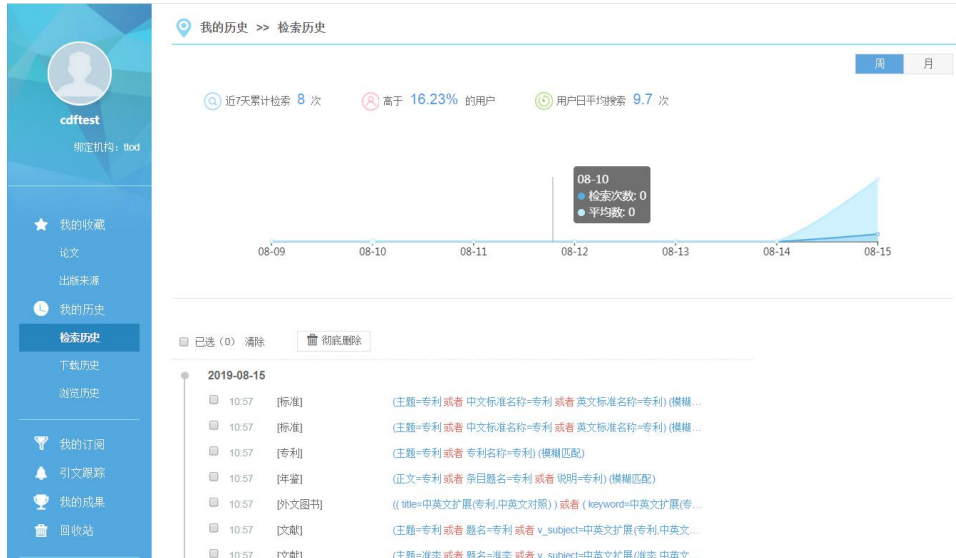 我的历史 >> 检索历史
周 月
近7天累计检索 8 次 高于 16.23% 的用户 用户日平均搜索 9.7 次
cdftest
绑定机构：ttod
08-10
检索次数: 0
平均数: 0
08-09 08-10 08-11 08-12 08-13 08-14 08-15
我的收藏
论文
出版来源
我的历史
检索历史
下载历史
浏览历史
我的订阅
引文跟踪
我的成果
回收站
已选（0） 清除 彻底删除
2019-08-15
10:57 [标准] (主题=专利 或者 中文标准名称=专利 或者 英文标准名称=专利) (模糊...
10:57 [标准] (主题=专利 或者 中文标准名称=专利 或者 英文标准名称=专利) (模糊...
10:57 [专利] (主题=专利 或者 专利名称=专利) (模糊匹配)
10:57 [年鉴] (正文=专利 或者 条目题名=专利 或者 说明=专利) (模糊匹配)
10:57 [外文图书] (( title=中英文扩展(专利,中英文对照) ) 或者 ( keyword=中英文扩展(专...
10:57 [文献] (主题=专利 或者 题名=专利 或者 v_subject=中英文扩展(专利,中英文...
10:57 [文献]